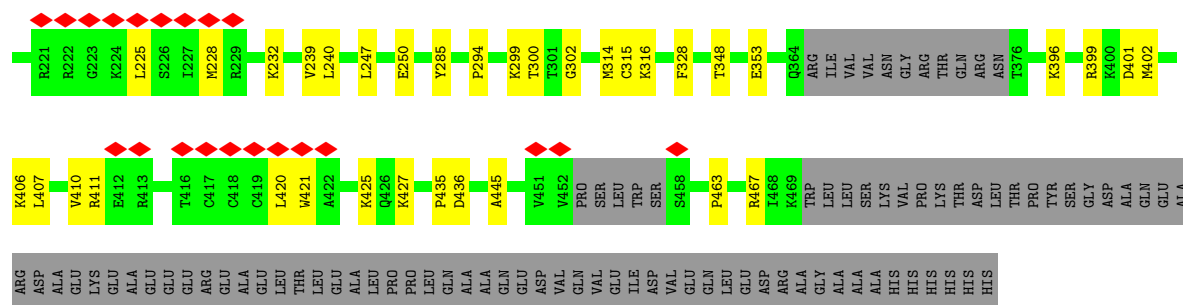 R221 R222 G223 K224 L225 S226 I227 M228 R229 K232 V239 L240 L247 E250 Y285 P294 K299 T300 T301 G302 M314 C315 K316 F328 T348 E353 Q364 ARG ILE VAL VAL ASN GLY ARG THR GLN ARG ASN T376 K396 R399 K400 D401 M402
K406 L407 V410 R411 E412 R413 T416 C417 C418 C419 L420 W421 A422 K425 Q426 K427 P435 D436 A445 V451 V452 PRO SER LEU TRP SER S458 P463 R467 I468 K469 TRP LEU LEU SER LYS VAL PRO LYS THR ASP LEU THR PRO TYR SER GLY ASP ALA GLN GLU ALA
ARG ASP ALA GLU LYS GLU ALA GLU GLU GLU ARG GLU ALA GLU LEU THR LEU GLU ALA LEU PRO PRO LEU GLN ALA ALA GLN GLU ASP VAL GLN VAL GLU ILE ASP VAL GLU GLN LEU GLU ASP ARG ALA GLY ALA ALA ALA HIS HIS HIS HIS HIS HIS